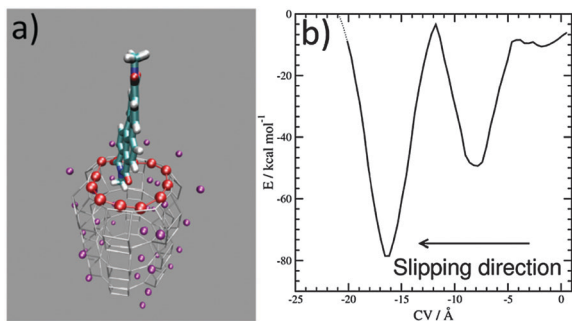 a)
b)
0
-20
-40
-60
-80
E / kcal mol⁻¹
Slipping direction
-25 -20 -15 -10 -5 0
CV / Å